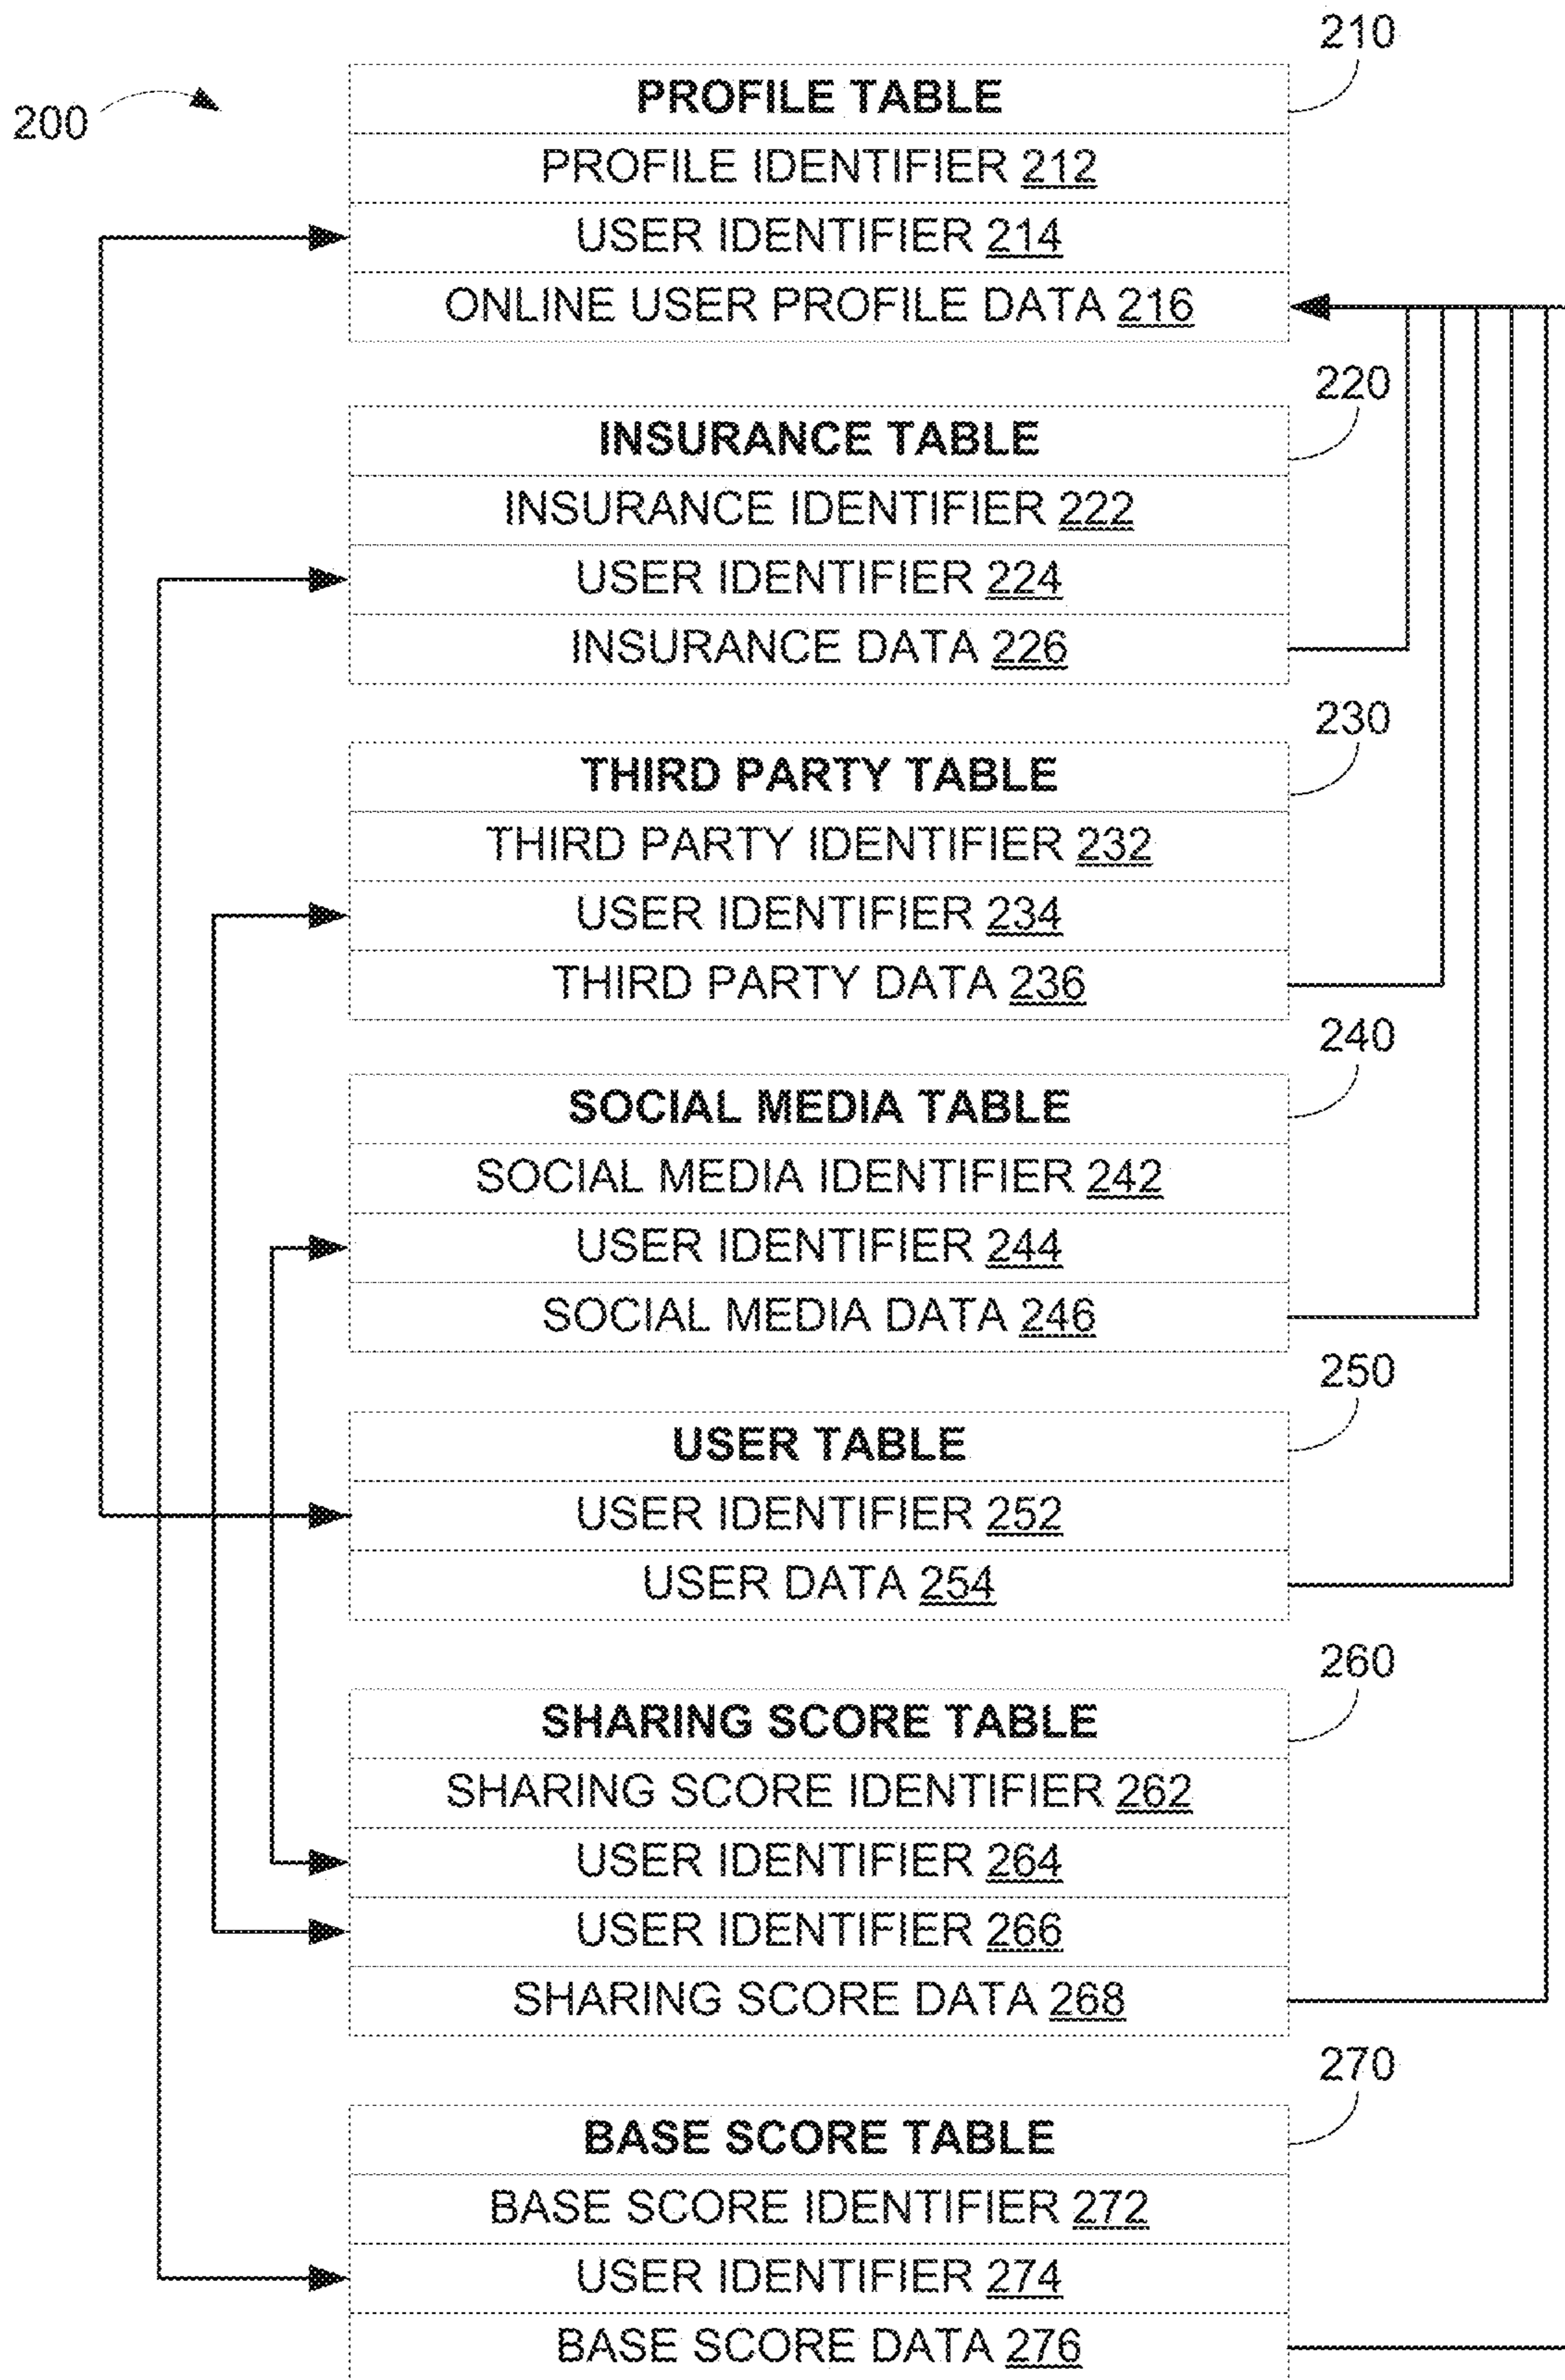 210
200
PROFILE TABLE
PROFILE IDENTIFIER 212
USER IDENTIFIER 214
ONLINE USER PROFILE DATA 216
220
INSURANCE TABLE
INSURANCE IDENTIFIER 222
USER IDENTIFIER 224
INSURANCE DATA 226
230
THIRD PARTY TABLE
THIRD PARTY IDENTIFIER 232
USER IDENTIFIER 234
THIRD PARTY DATA 236
240
SOCIAL MEDIA TABLE
SOCIAL MEDIA IDENTIFIER 242
USER IDENTIFIER 244
SOCIAL MEDIA DATA 246
250
USER TABLE
USER IDENTIFIER 252
USER DATA 254
260
SHARING SCORE TABLE
SHARING SCORE IDENTIFIER 262
USER IDENTIFIER 264
USER IDENTIFIER 266
SHARING SCORE DATA 268
270
BASE SCORE TABLE
BASE SCORE IDENTIFIER 272
USER IDENTIFIER 274
BASE SCORE DATA 276